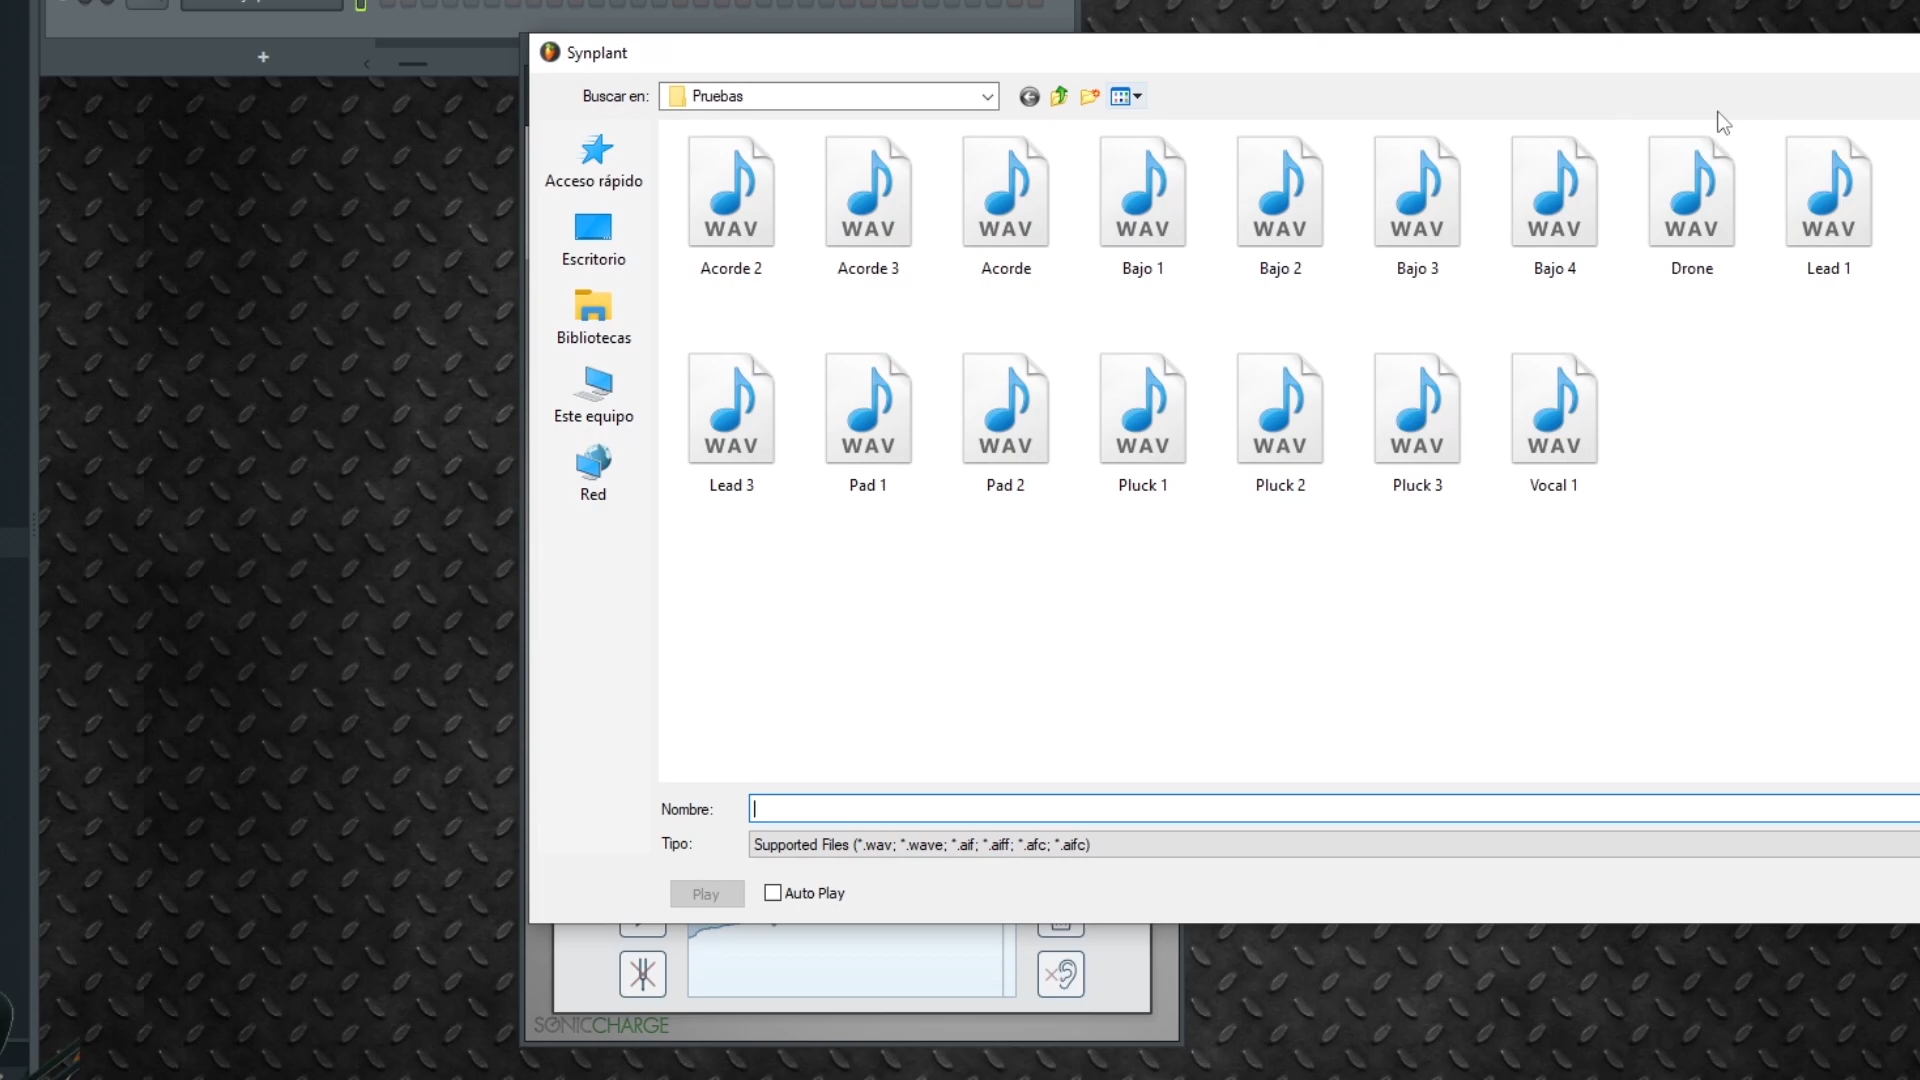 Synplant
Buscar en: Pruebas
Acceso rápido
Escritorio
Bibliotecas
Este equipo
Red
WAV WAV WAV WAV WAV WAV WAV WAV WAV
Acorde 2 Acorde 3 Acorde Bajo 1 Bajo 2 Bajo 3 Bajo 4 Drone Lead 1
WAV WAV WAV WAV WAV WAV WAV
Lead 3 Pad 1 Pad 2 Pluck 1 Pluck 2 Pluck 3 Vocal 1
Nombre:
Tipo: Supported Files (*.wav; *.wave; *.aif; *.aiff; *.afc; *.aifc)
Play Auto Play
SONICCHARGE